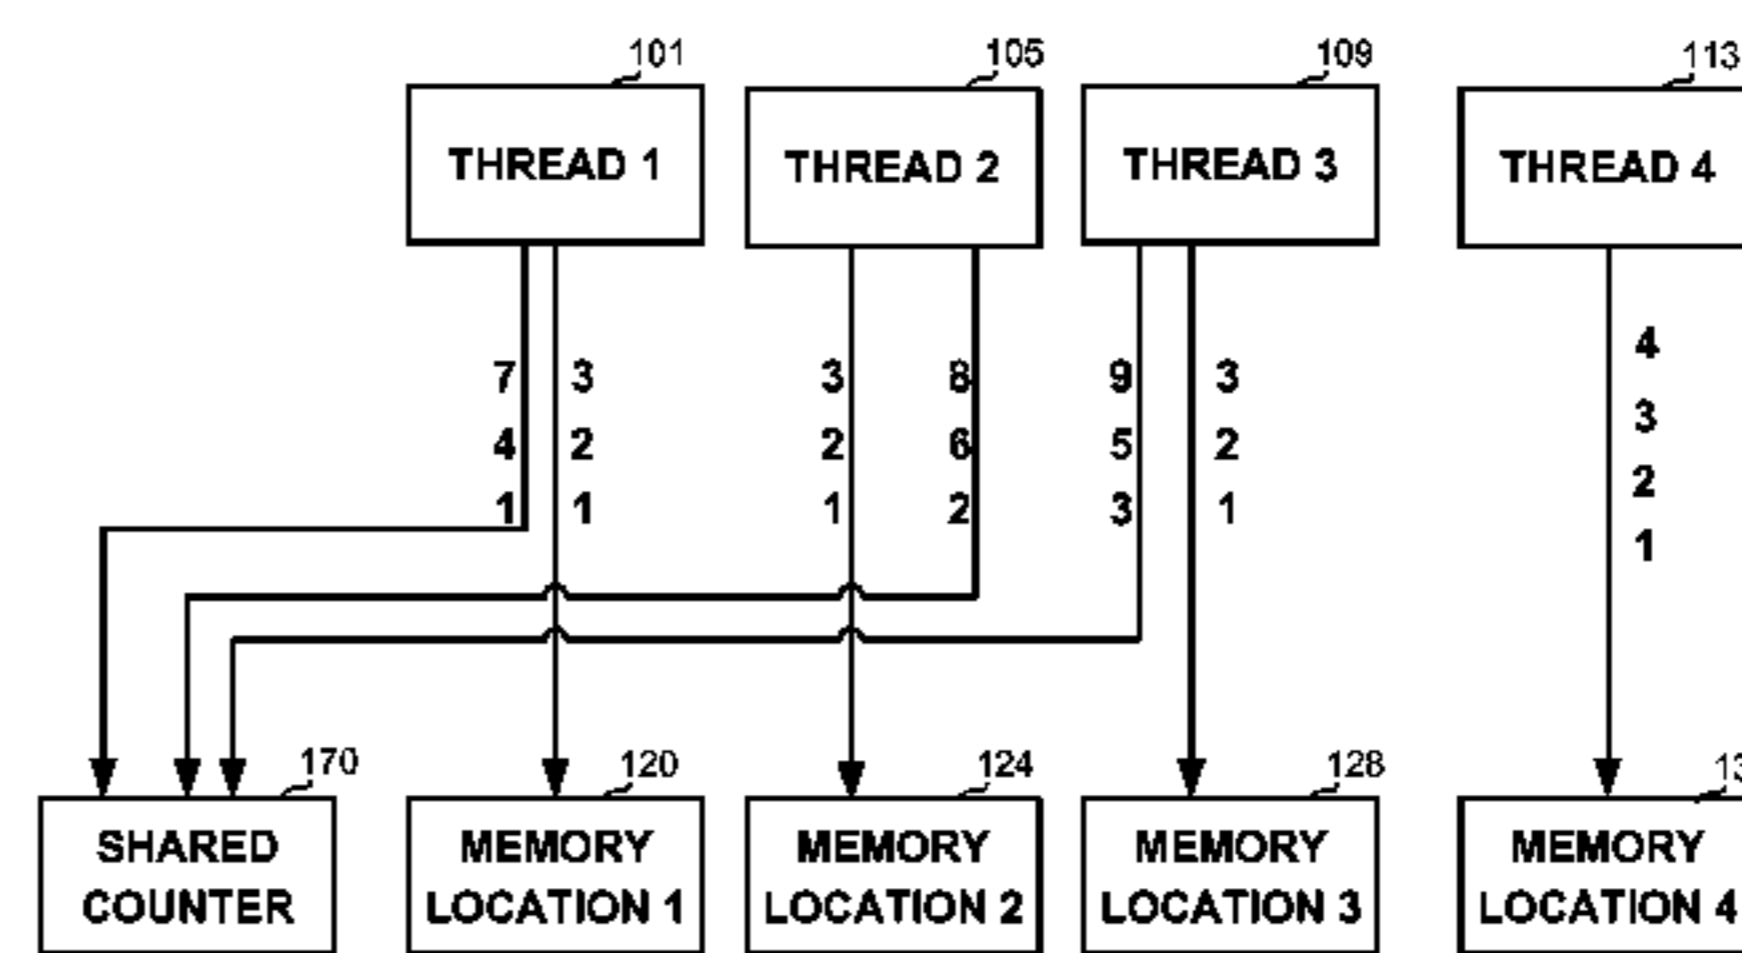 101
105
109
113
THREAD 1
THREAD 2
THREAD 3
THREAD 4
7 3
3 8
9 3
4
4 2
2 6
5 2
3
1 1
1 2
3 1
2
1
170
120
124
128
SHARED
COUNTER
MEMORY
LOCATION 1
MEMORY
LOCATION 2
MEMORY
LOCATION 3
MEMORY
LOCATION 4